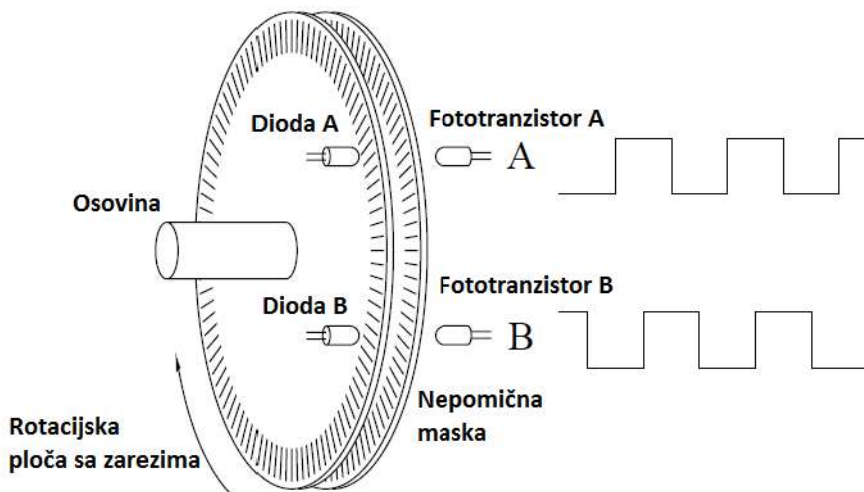 Dioda A
Fototranzistor A
A
Osovina
Dioda B
Fototranzistor B
B
Nepomična
maska
Rotacijska
ploča sa zarezima